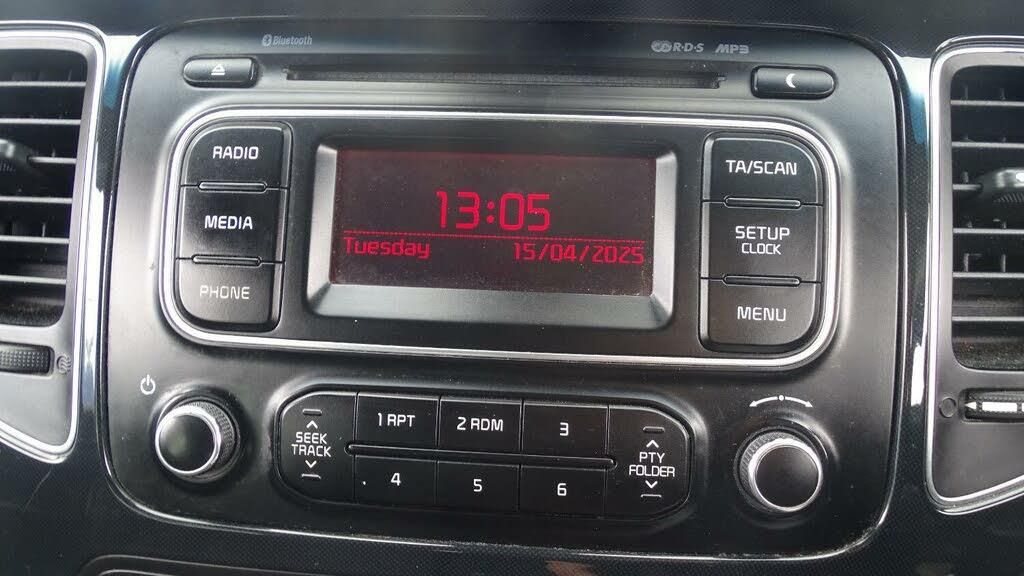 Bluetooth
R·D·S MP3
RADIO
MEDIA
PHONE
13:05
Tuesday 15/04/2025
TA/SCAN
SETUP
CLOCK
MENU
SEEK
TRACK
1 RPT
2 RDM
3
4
5
6
PTY
FOLDER